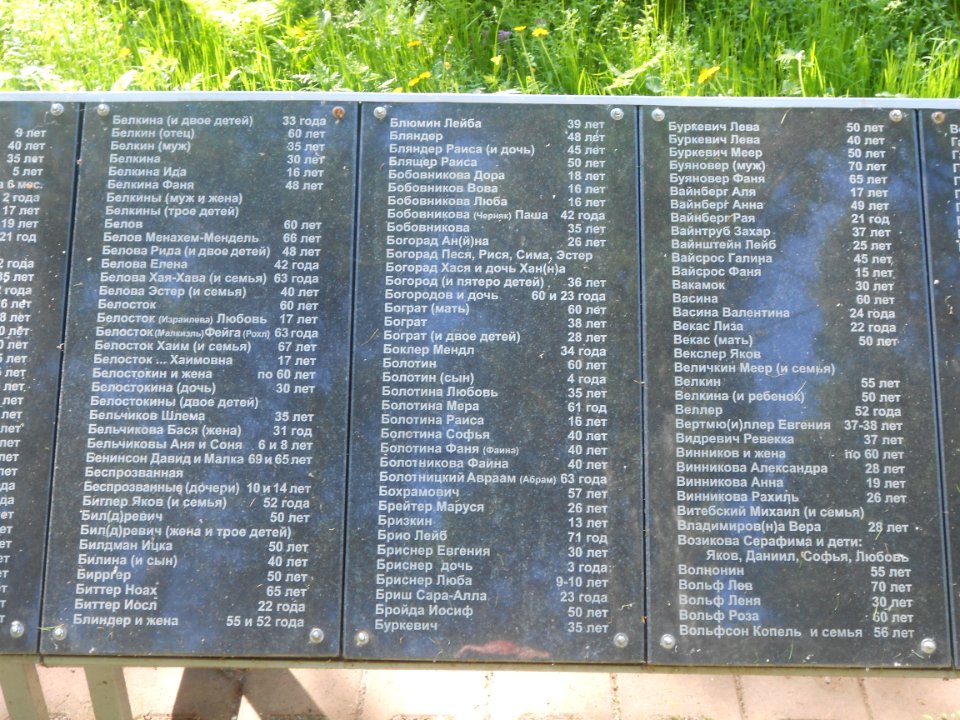 9 лет
40 лет
35 лет
5 лет
6 мес.
2 года
17 лет
19 лет
21 год
Белкина (и двое детей) 33 года
Белкин (отец) 60 лет
Белкин (муж) 35 лет
Белкина 30 лет
Белкина Ида 16 лет
Белкина Фаня 48 лет
Белкины (муж и жена)
Белкины (трое детей)
Белов 60 лет
Белов Менахем-Мендель 66 лет
Белова Рида (и двое детей) 48 лет
Белова Елена 42 года
Белова Хая-Хава (и семья) 63 года
Белова Эстер (и семья) 40 лет
Белосток 60 лет
Белосток (Израилева) Любовь 17 лет
Белосток (Малкиэль) Фейга (Рохл) 63 года
Белосток Хаим (и семья) 67 лет
Белосток ... Хаимовна 17 лет
Белостокин и жена по 60 лет
Белостокина (дочь) 30 лет
Белостокины (двое детей)
Бельчиков Шлема 35 лет
Бельчикова Бася (жена) 31 год
Бельчиковы Аня и Соня 6 и 8 лет
Бенинсон Давид и Малка 69 и 65 лет
Беспрозванная
Беспрозванные (дочери) 10 и 14 лет
Биглер Яков (и семья) 52 года
Бил(д)ревич 50 лет
Бил(д)ревич (жена и трое детей)
Билдман Ицка 50 лет
Билина (и сын) 40 лет
Бирргер 50 лет
Биттер Ноах 65 лет
Биттер Иосл 22 года
Блиндер и жена 55 и 52 года
Блюмин Лейба 39 лет
Бляндер 48 лет
Бляндер Раиса (и дочь) 45 лет
Блящер Раиса 50 лет
Бобовникова Дора 18 лет
Бобовников Вова 16 лет
Бобовникова Люба 16 лет
Бобовникова (Черняк) Паша 42 года
Бобовникова 35 лет
Богорад Ан(й)на 26 лет
Богорад Песя, Рися, Сима, Эстер
Богорад Хася и дочь Хан(н)а
Богород (и пятеро детей) 36 лет
Богородов и дочь 60 и 23 года
Бограт (мать) 60 лет
Бограт 38 лет
Бограт (и двое детей) 28 лет
Боклер Мендл 34 года
Болотин 60 лет
Болотин (сын) 4 года
Болотина Любовь 35 лет
Болотина Мера 61 год
Болотина Раиса 16 лет
Болотина Софья 40 лет
Болотина Фаня (Фаина) 40 лет
Болотникова Файна 40 лет
Болотницкий Авраам (Абрам) 63 года
Бохрамович 57 лет
Брейтер Маруся 26 лет
Бризкин 13 лет
Брио Лейб 71 год
Бриснер Евгения 30 лет
Бриснер дочь 3 года
Бриснер Люба 9-10 лет
Бриш Сара-Алла 23 года
Бройда Иосиф 50 лет
Буркевич 35 лет
Буркевич Лева 50 лет
Буркевич Лева 40 лет
Буркевич Меер 50 лет
Буяновер (муж) 70 лет
Буяновер Фаня 65 лет
Вайнберг Аля 17 лет
Вайнберг Анна 49 лет
Вайнберг Рая 21 год
Вайнтруб Захар 37 лет
Вайнштейн Лейб 25 лет
Вайсрос Галина 45 лет
Вайсрос Фаня 15 лет
Вакамок 30 лет
Васина 60 лет
Васина Валентина 24 года
Векас Лиза 22 года
Векас (мать) 50 лет
Векслер Яков
Величкин Меер (и семья)
Велкин 55 лет
Велкина (и ребенок) 50 лет
Веллер 52 года
Вертмю(и)ллер Евгения 37-38 лет
Видревич Ревекка 37 лет
Винников и жена по 60 лет
Винникова Александра 28 лет
Винникова Анна 19 лет
Винникова Рахиль 26 лет
Витебский Михаил (и семья)
Владимиров(н)а Вера 28 лет
Возикова Серафима и дети:
Яков, Даниил, Софья, Любовь
Волнонин 55 лет
Вольф Лев 70 лет
Вольф Леня 30 лет
Вольф Роза 60 лет
Вольфсон Копель и семья 56 лет